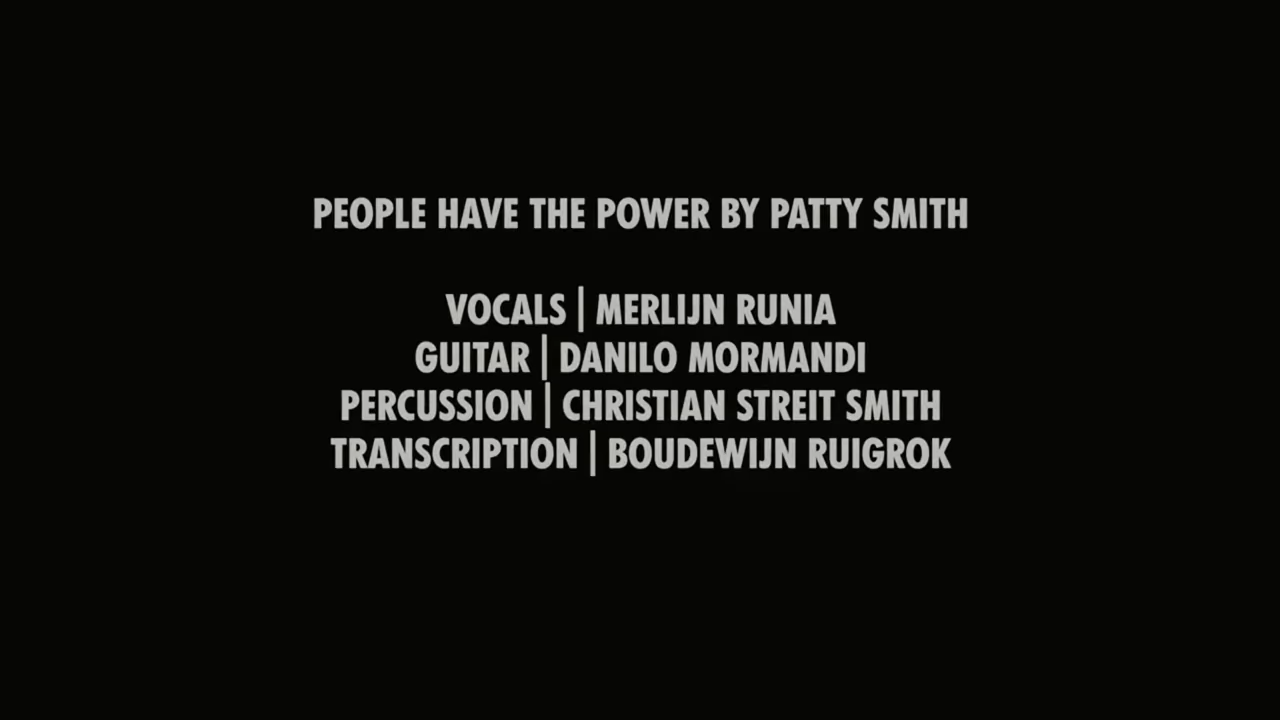 PEOPLE HAVE THE POWER BY PATTY SMITH
VOCALS | MERLIJN RUNIA
GUITAR | DANILO MORMANDI
PERCUSSION | CHRISTIAN STREIT SMITH
TRANSCRIPTION | BOUDEWIJN RUIGROK